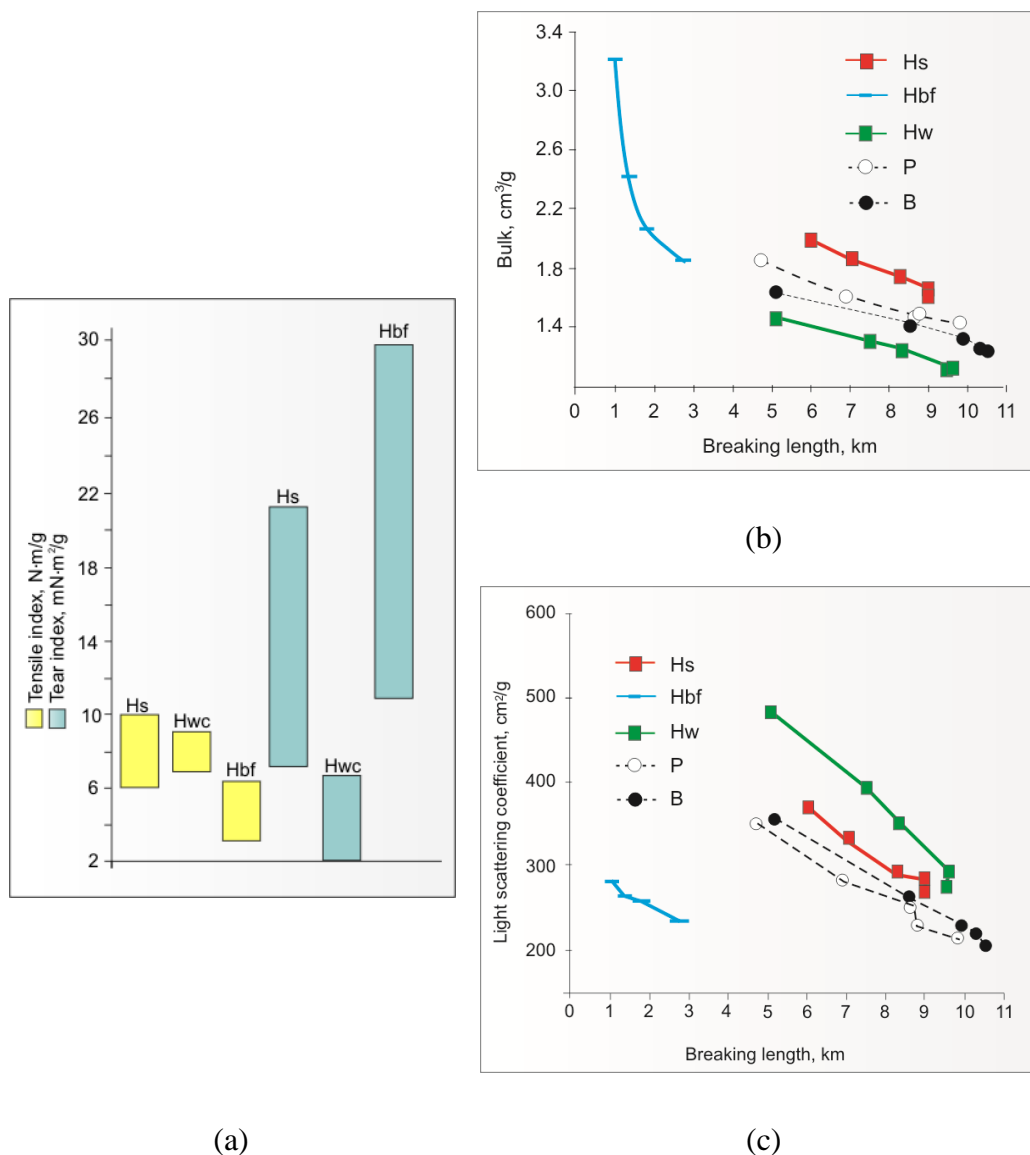 Tensile index, N·m/g
Tear index, mN·m²/g
30
26
22
18
14
10
6
2
Hs
Hwc
Hbf
Hs
Hwc
Hbf
(a)
Bulk, cm³/g
3.4
3.0
2.6
2.2
1.8
1.4
0 1 2 3 4 5 6 7 8 9 10 11
Breaking length, km
Hs
Hbf
Hw
P
B
(b)
Light scattering coefficient, cm²/g
600
500
400
300
200
0 1 2 3 4 5 6 7 8 9 10 11
Breaking length, km
Hs
Hbf
Hw
P
B
(c)